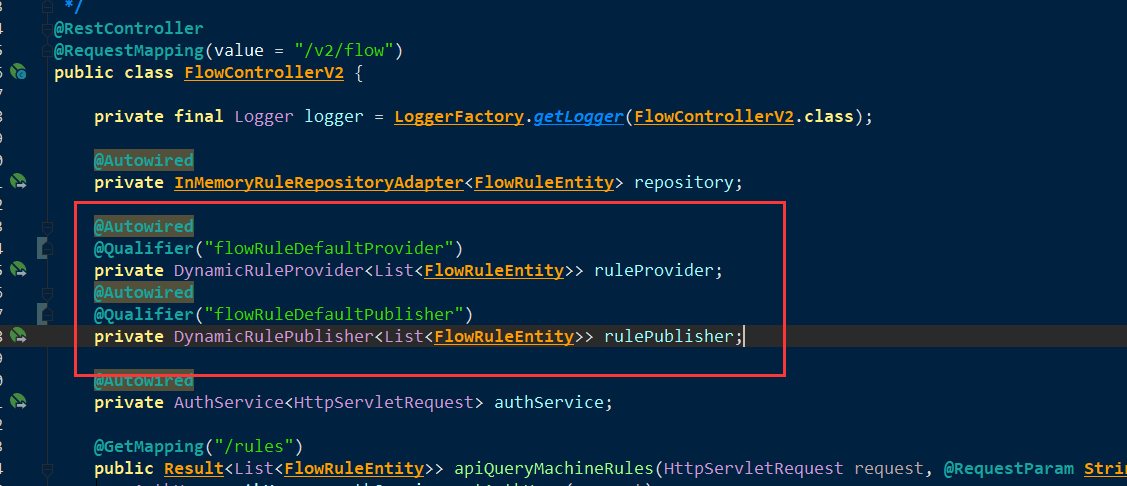 */
@RestController
@RequestMapping(value = "/v2/flow")
public class FlowControllerV2 {
private final Logger logger = LoggerFactory.getLogger(FlowControllerV2.class);
@Autowired
private InMemoryRuleRepositoryAdapter<FlowRuleEntity> repository;
@Autowired
@Qualifier("flowRuleDefaultProvider")
private DynamicRuleProvider<List<FlowRuleEntity>> ruleProvider;
@Autowired
@Qualifier("flowRuleDefaultPublisher")
private DynamicRulePublisher<List<FlowRuleEntity>> rulePublisher;
@Autowired
private AuthService<HttpServletRequest> authService;
@GetMapping("/rules")
public Result<List<FlowRuleEntity>> apiQueryMachineRules(HttpServletRequest request, @RequestParam